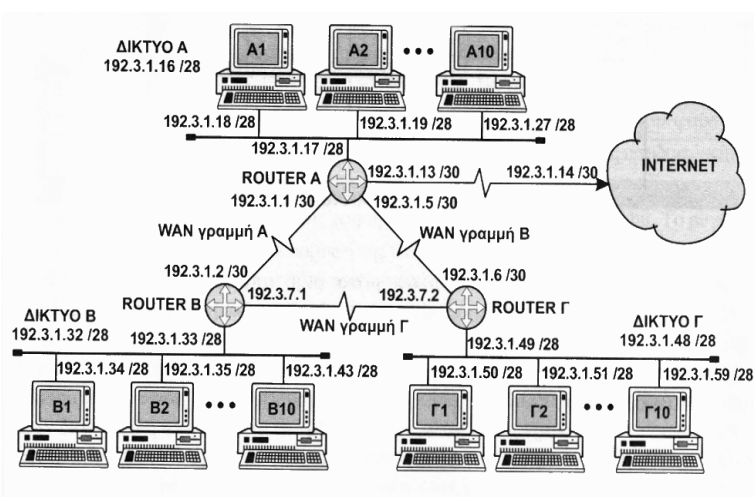 ΔΙΚΤΥΟ Α
192.3.1.16 /28
A1
A2
A10
192.3.1.18 /28
192.3.1.19 /28
192.3.1.27 /28
192.3.1.17 /28
ROUTER A
192.3.1.13 /30
192.3.1.14 /30
INTERNET
192.3.1.1 /30
192.3.1.5 /30
WAN γραμμή Α
WAN γραμμή Β
192.3.1.2 /30
192.3.1.6 /30
ROUTER B
192.3.7.1
192.3.7.2
ROUTER Γ
WAN γραμμή Γ
ΔΙΚΤΥΟ Β
192.3.1.32 /28
192.3.1.33 /28
ΔΙΚΤΥΟ Γ
192.3.1.48 /28
192.3.1.49 /28
192.3.1.34 /28
192.3.1.35 /28
192.3.1.43 /28
192.3.1.50 /28
192.3.1.51 /28
192.3.1.59 /28
B1
B2
B10
Γ1
Γ2
Γ10